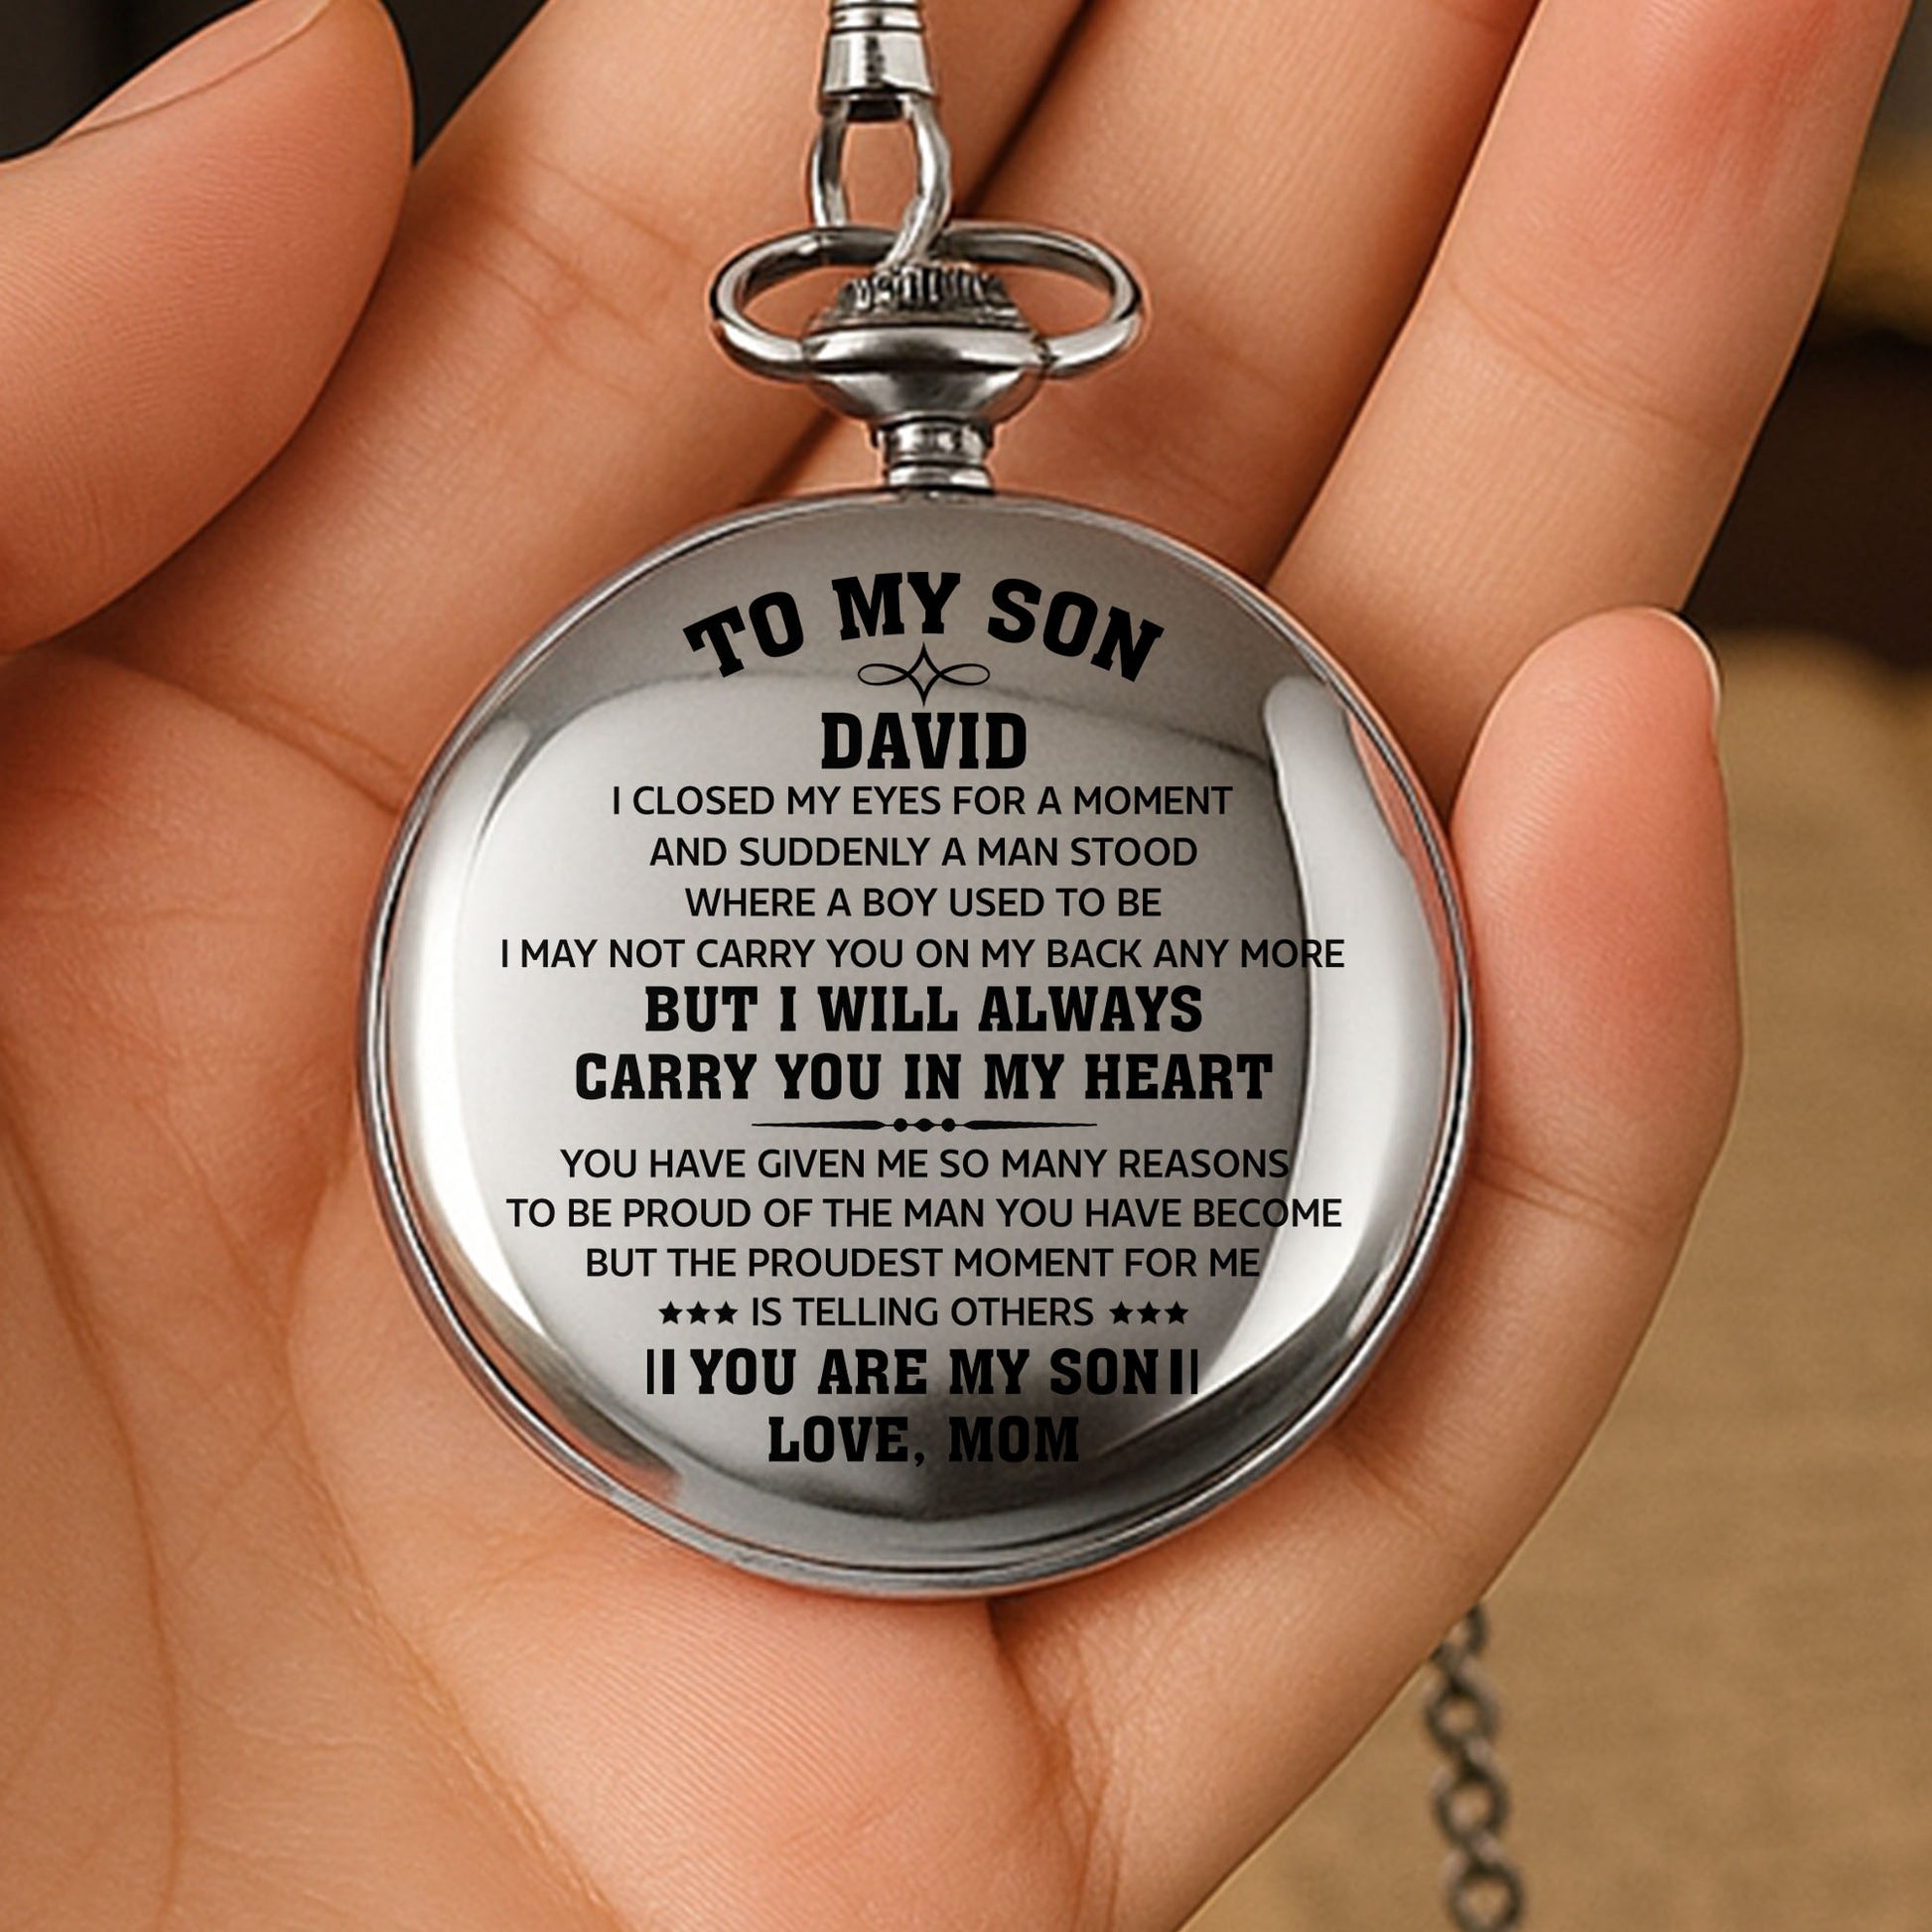 TO MY SON
DAVID
I CLOSED MY EYES FOR A MOMENT
AND SUDDENLY A MAN STOOD
WHERE A BOY USED TO BE
I MAY NOT CARRY YOU ON MY BACK ANY MORE
BUT I WILL ALWAYS
CARRY YOU IN MY HEART
YOU HAVE GIVEN ME SO MANY REASONS
TO BE PROUD OF THE MAN YOU HAVE BECOME
BUT THE PROUDEST MOMENT FOR ME
★★★ IS TELLING OTHERS ★★★
YOU ARE MY SON
LOVE, MOM